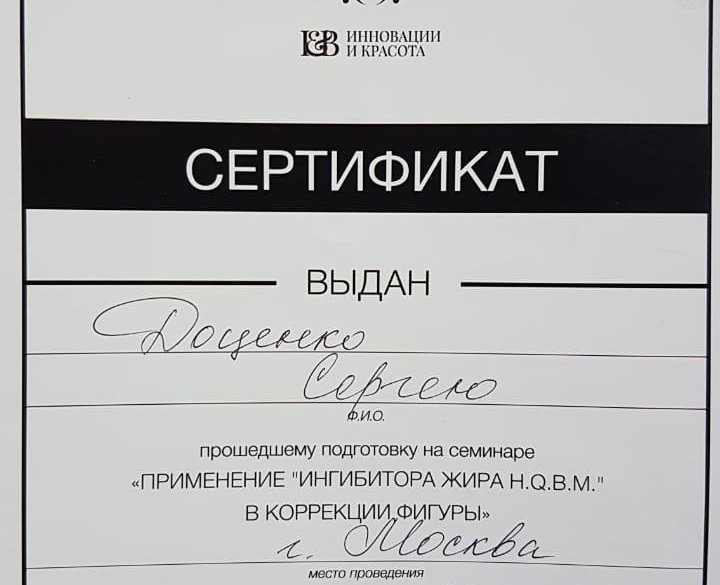 I&B ИННОВАЦИИ
И КРАСОТА
СЕРТИФИКАТ
ВЫДАН
Доценко
Сергею
Ф.И.О.
прошедшему подготовку на семинаре
«ПРИМЕНЕНИЕ "ИНГИБИТОРА ЖИРА H.Q.B.M."
В КОРРЕКЦИИ ФИГУРЫ»
г. Москва
место проведения